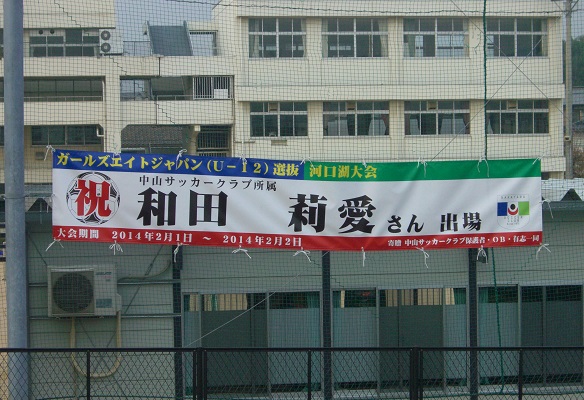 ガールズエイトジャパン(U-12)選抜 河口湖大会
祝
中山サッカークラブ所属
和田 莉愛さん 出場
大会期間 2014年2月1日 ～ 2014年2月2日
寄贈 中山サッカークラブ保護者・OB・有志一同